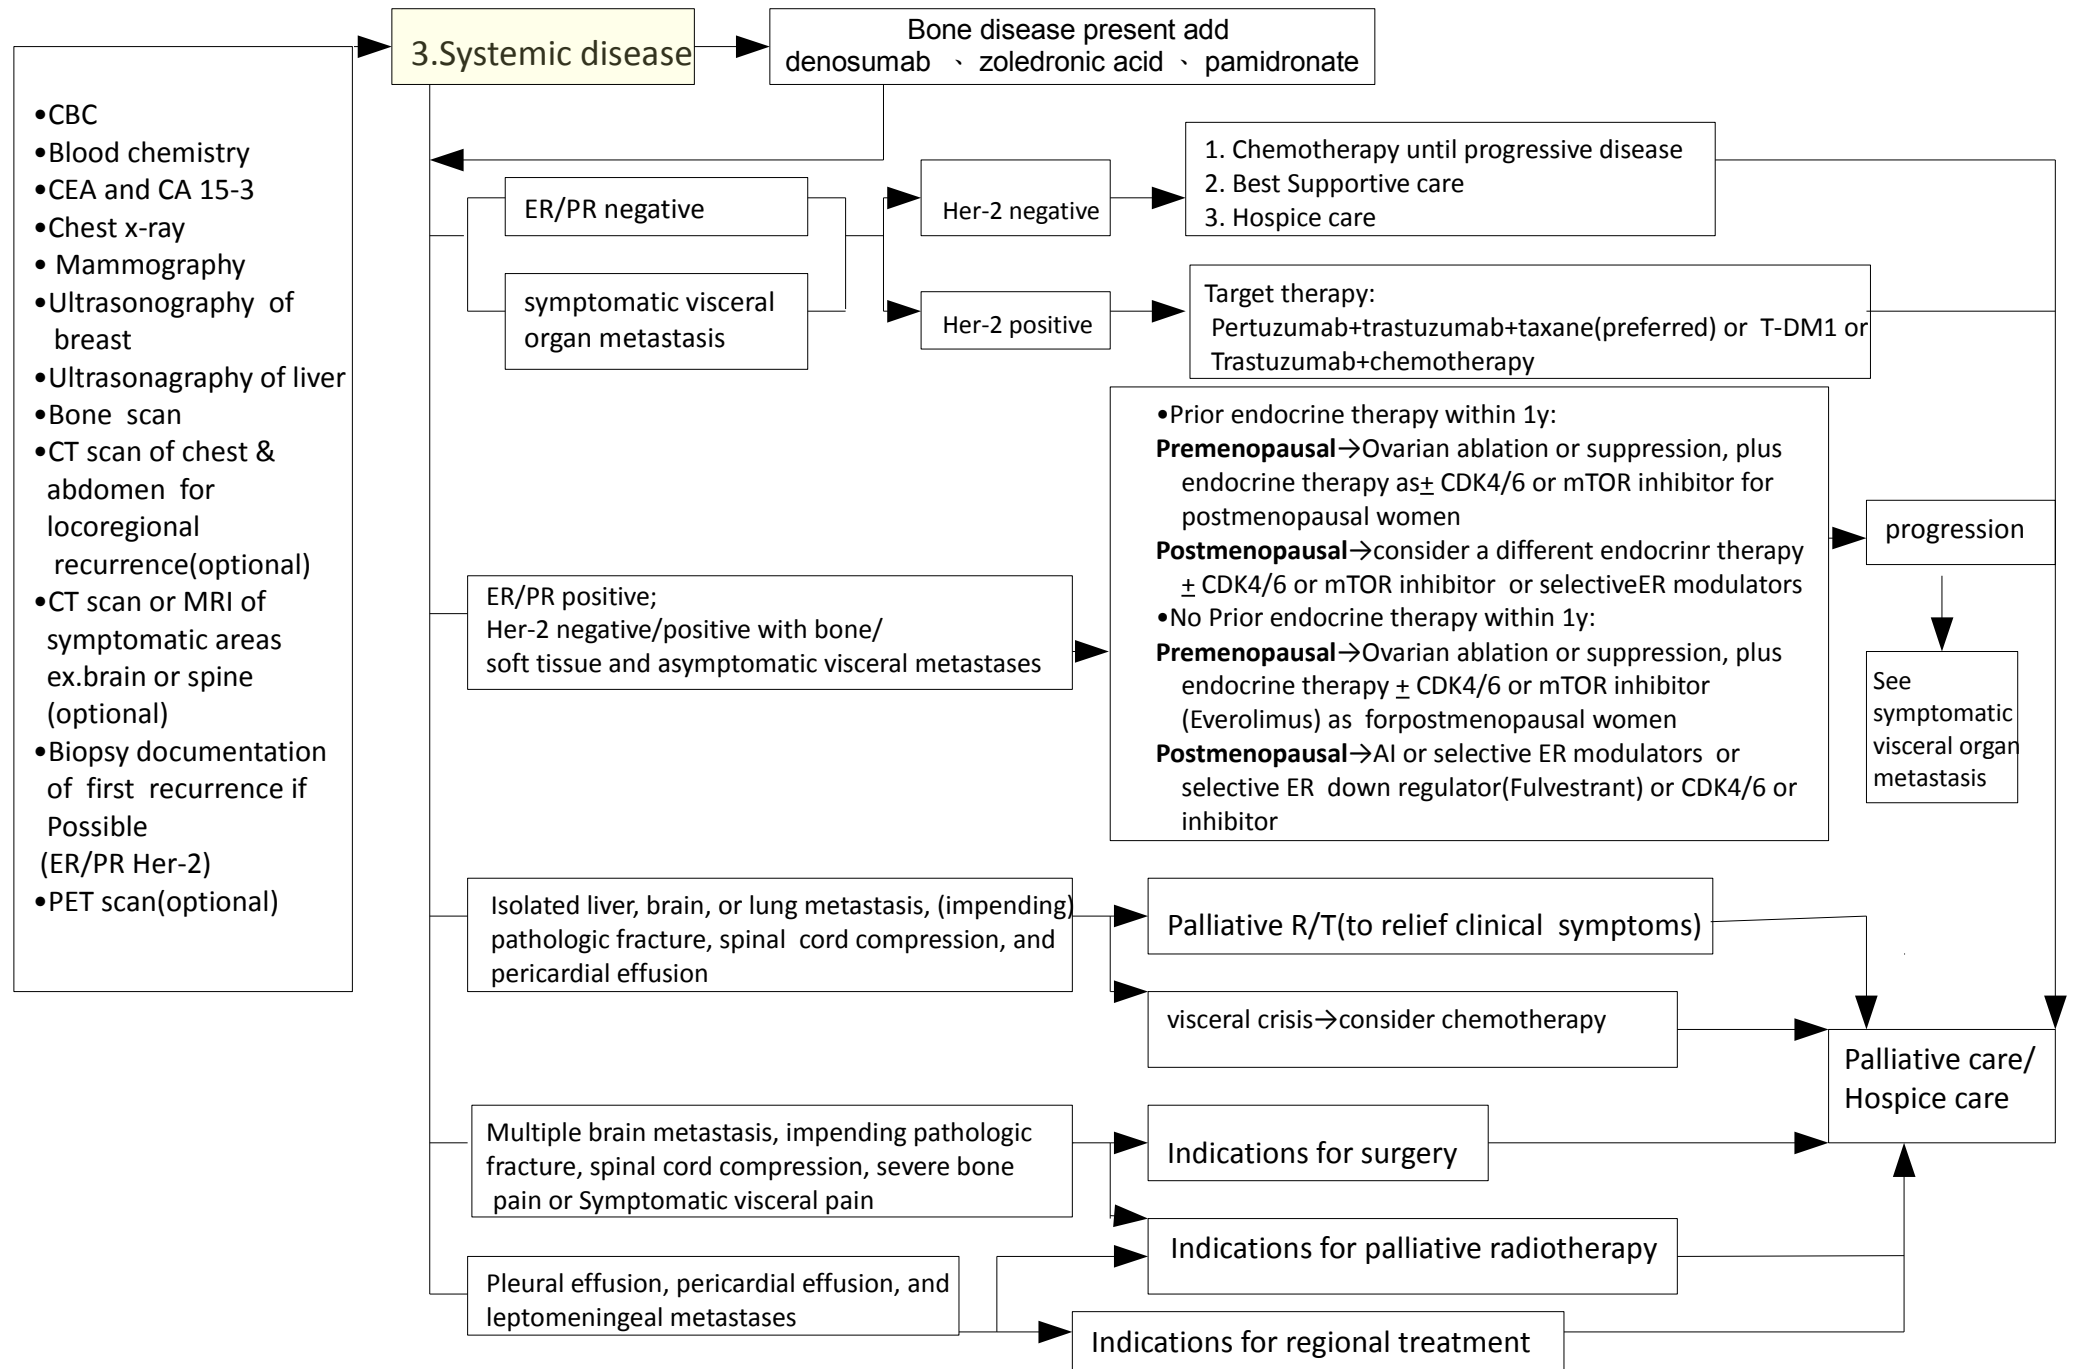 3.Systemic disease
Bone disease present add
denosumab 、 zoledronic acid 、 pamidronate
•CBC
•Blood chemistry
•CEA and CA 15-3
•Chest x-ray
• Mammography
•Ultrasonography of
breast
•Ultrasonagraphy of liver
•Bone scan
•CT scan of chest &
abdomen for
locoregional
recurrence(optional)
•CT scan or MRI of
symptomatic areas
ex.brain or spine
(optional)
•Biopsy documentation
of first recurrence if
Possible
(ER/PR Her-2)
•PET scan(optional)
ER/PR negative
symptomatic visceral
organ metastasis
Her-2 negative
Her-2 positive
1. Chemotherapy until progressive disease
2. Best Supportive care
3. Hospice care
Target therapy:
Pertuzumab+trastuzumab+taxane(preferred) or T-DM1 or
Trastuzumab+chemotherapy
ER/PR positive;
Her-2 negative/positive with bone/
soft tissue and asymptomatic visceral metastases
•Prior endocrine therapy within 1y:
Premenopausal→Ovarian ablation or suppression, plus
endocrine therapy as± CDK4/6 or mTOR inhibitor for
postmenopausal women
Postmenopausal→consider a different endocrinr therapy
± CDK4/6 or mTOR inhibitor or selectiveER modulators
•No Prior endocrine therapy within 1y:
Premenopausal→Ovarian ablation or suppression, plus
endocrine therapy ± CDK4/6 or mTOR inhibitor
(Everolimus) as forpostmenopausal women
Postmenopausal→AI or selective ER modulators or
selective ER down regulator(Fulvestrant) or CDK4/6 or
inhibitor
progression
See
symptomatic
visceral organ
metastasis
Isolated liver, brain, or lung metastasis, (impending)
pathologic fracture, spinal cord compression, and
pericardial effusion
Palliative R/T(to relief clinical symptoms)
visceral crisis→consider chemotherapy
Palliative care/
Hospice care
Multiple brain metastasis, impending pathologic
fracture, spinal cord compression, severe bone
pain or Symptomatic visceral pain
Indications for surgery
Indications for palliative radiotherapy
Pleural effusion, pericardial effusion, and
leptomeningeal metastases
Indications for regional treatment